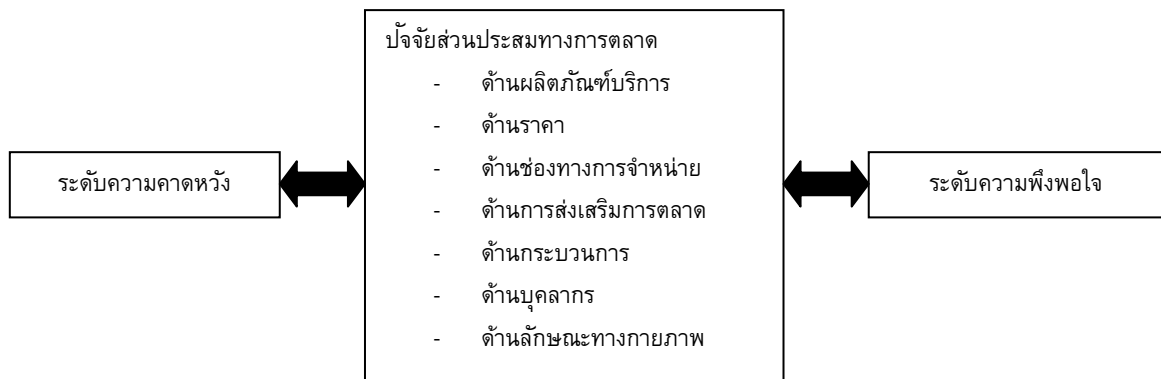 ปัจจัยส่วนประสมทางการตลาด
- ด้านผลิตภัณฑ์บริการ
- ด้านราคา
- ด้านช่องทางการจำหน่าย
- ด้านการส่งเสริมการตลาด
- ด้านกระบวนการ
- ด้านบุคลากร
- ด้านลักษณะทางกายภาพ
ระดับความคาดหวัง
ระดับความพึงพอใจ